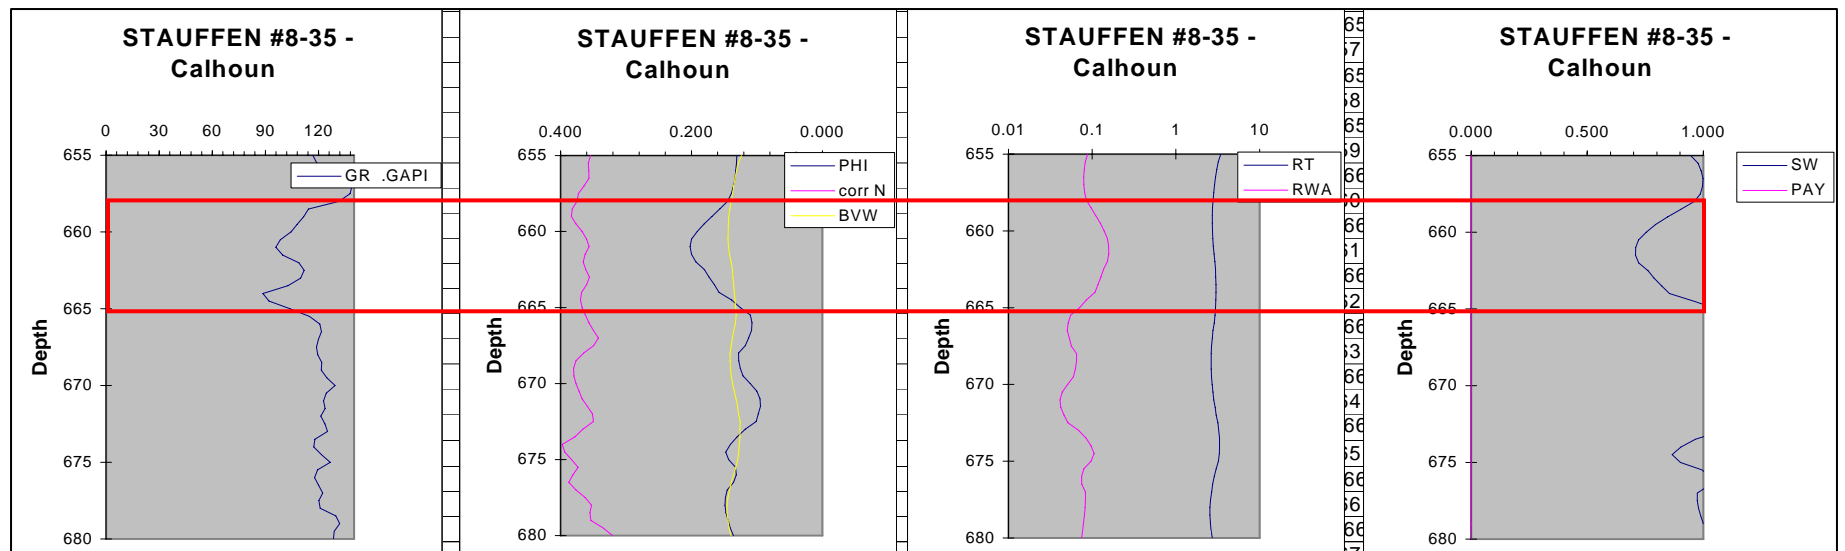 STAUFFEN #8-35 -
Calhoun
0 30 60 90 120
655
660
665
670
675
680
Depth
GR .GAPI
STAUFFEN #8-35 -
Calhoun
0.400 0.200 0.000
655
660
665
670
675
680
Depth
PHI
corr N
BVW
STAUFFEN #8-35 -
Calhoun
0.01 0.1 1 10
655
660
665
670
675
680
Depth
RT
RWA
STAUFFEN #8-35 -
Calhoun
0.000 0.500 1.000
655
660
665
670
675
680
Depth
SW
PAY